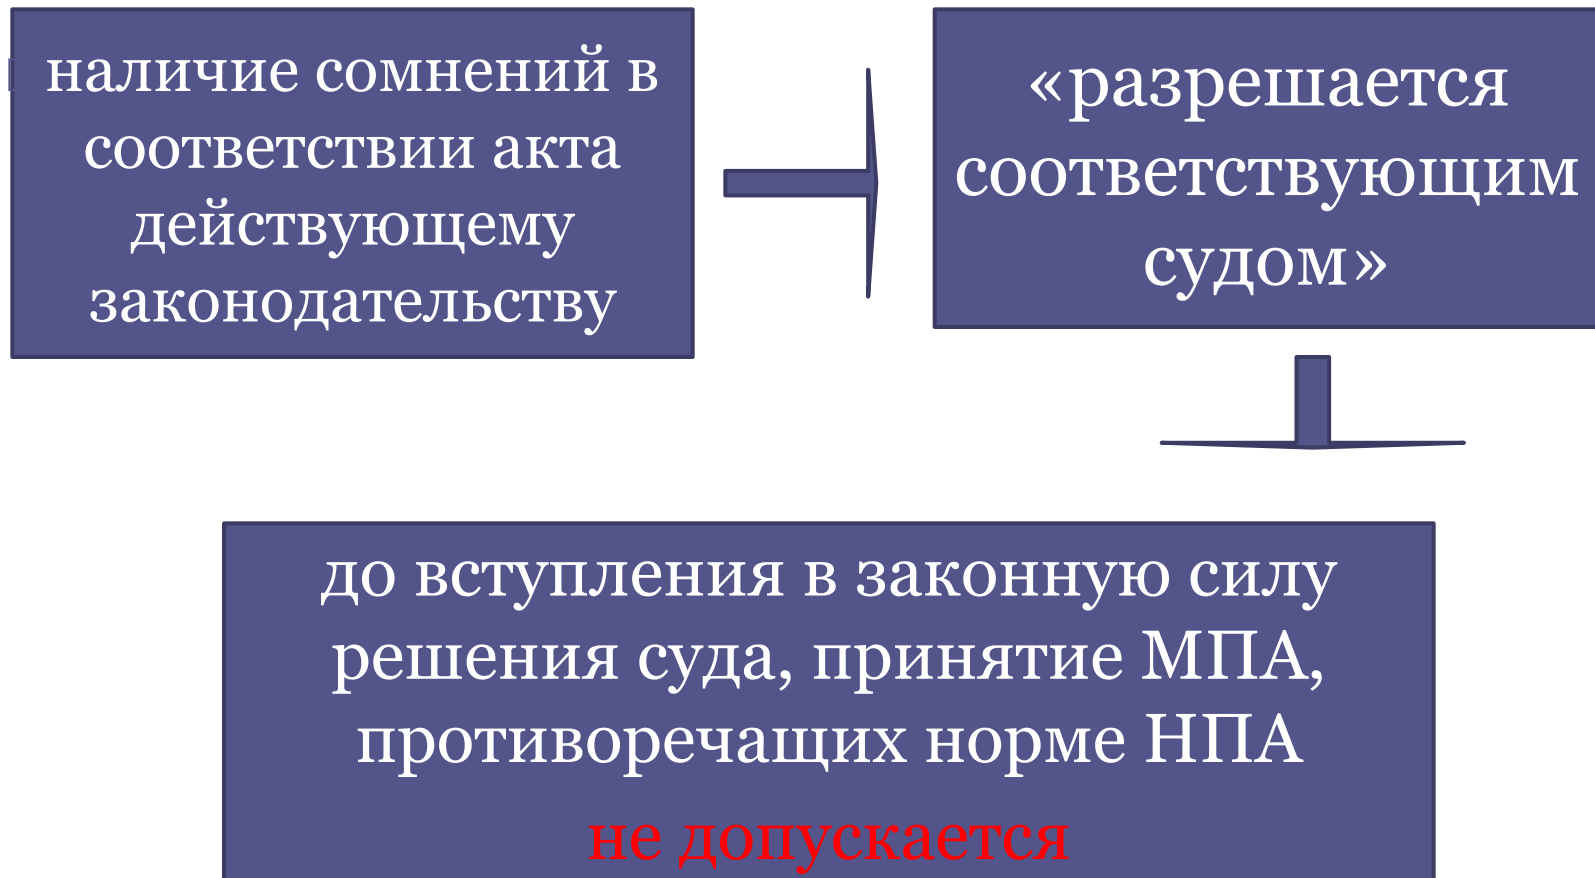 наличие сомнений в
соответствии акта
действующему
законодательству
«разрешается
соответствующим
судом»
до вступления в законную силу
решения суда, принятие МПА,
противоречащих норме НПА
не допускается